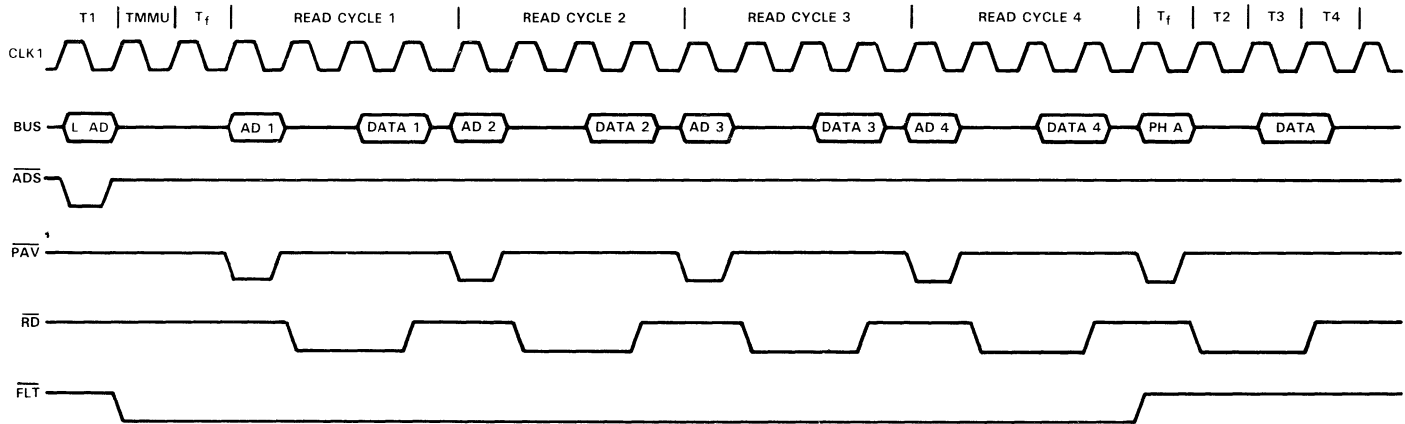 T1 | TMMU | Tf | READ CYCLE 1 | READ CYCLE 2 | READ CYCLE 3 | READ CYCLE 4 | Tf | T2 | T3 | T4 |
CLK1
BUS L AD AD 1 DATA 1 AD 2 DATA 2 AD 3 DATA 3 AD 4 DATA 4 PH A DATA
ADS
PAV
RD
FLT